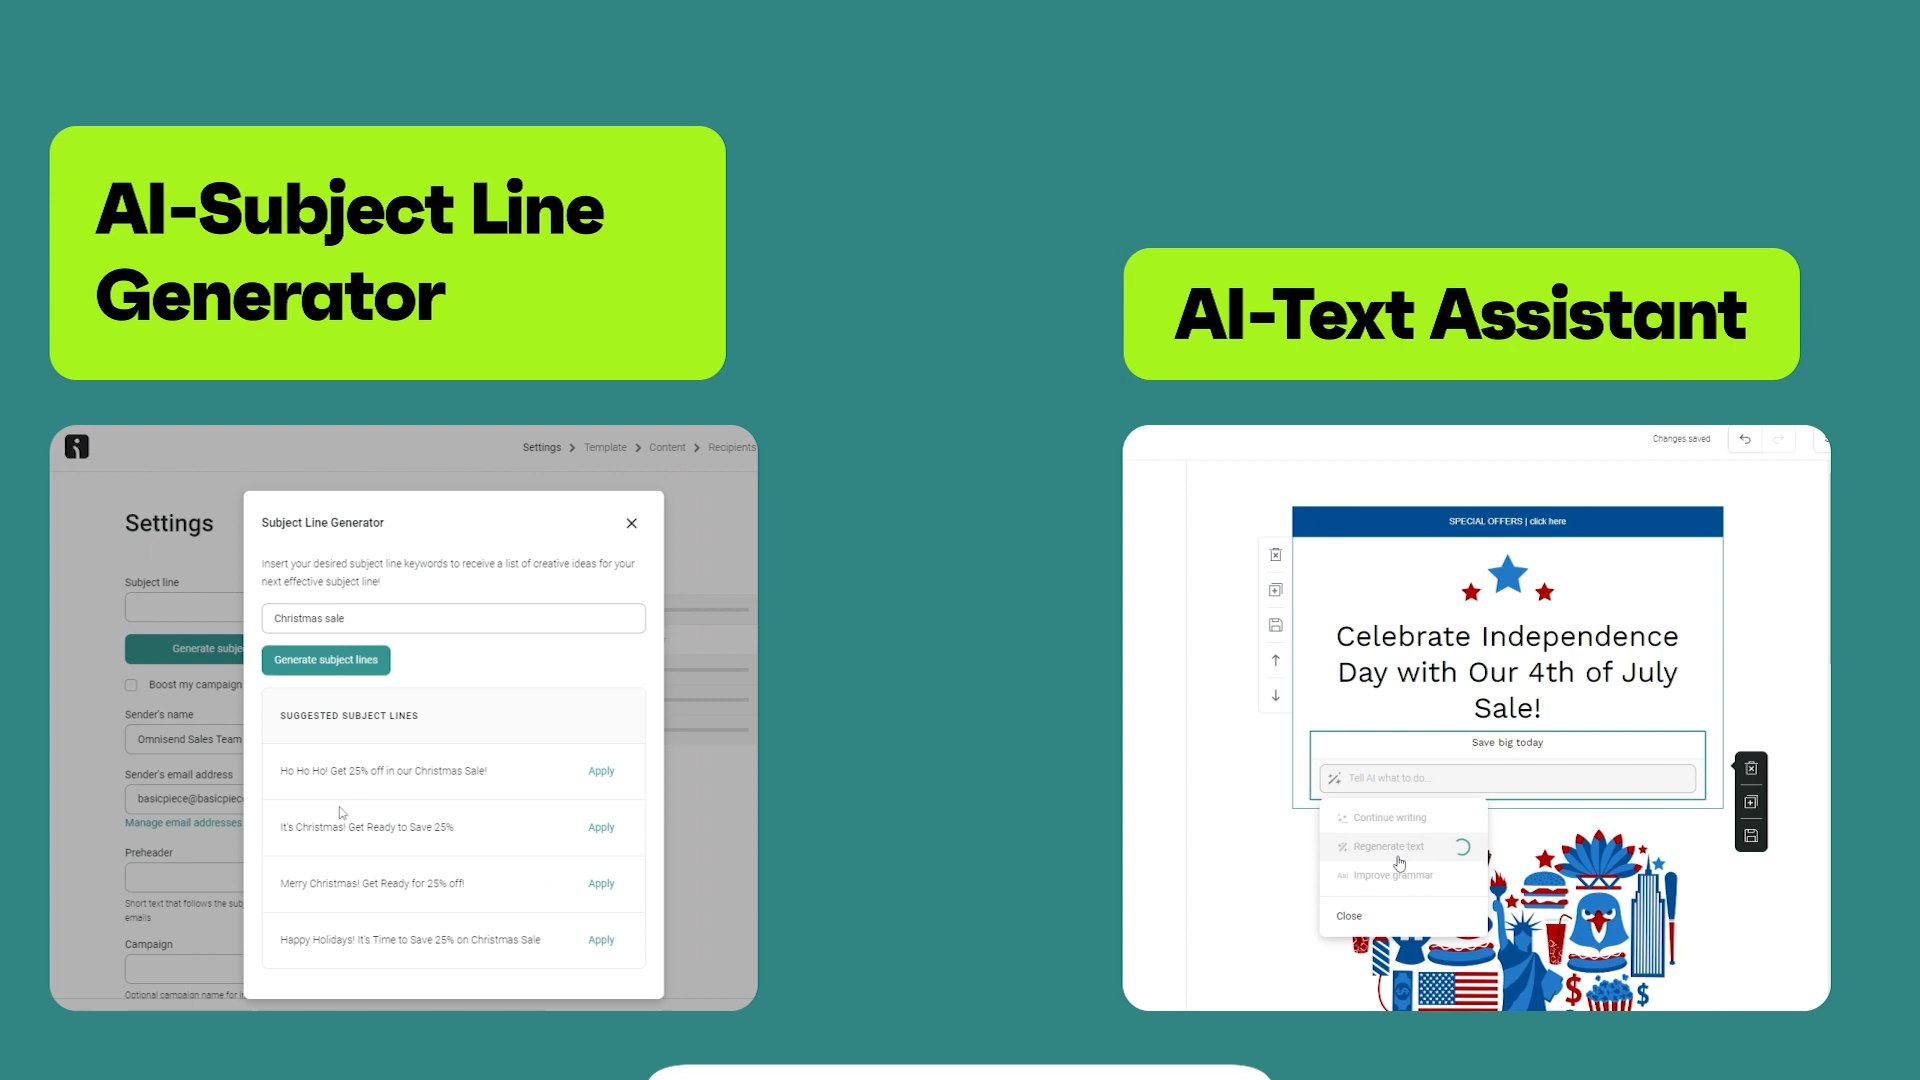 AI-Subject Line
Generator
AI-Text Assistant
Settings
Template
Content
Recipients
Settings
Subject line
Generate
Boost my campaign
Sender's name
Omnisend Sales Team
Sender's email address
Manage email addresses
Preheader
Short text that follows the
emails
Campaign
Optional campaign name for
Subject Line Generator
Insert your desired subject line keywords to receive a list of creative ideas for your
next effective subject line!
Christmas sale
Generate subject lines
SUGGESTED SUBJECT LINES
Ho Ho Ho! Get 25% off in our Christmas Sale!
Apply
It's Christmas! Get Ready to Save 25%
Apply
Merry Christmas! Get Ready for 25% off!
Apply
Happy Holidays! It's Time to Save 25% on Christmas Sale
Apply
Changes saved
SPECIAL OFFERS | click here
Celebrate Independence
Day with Our 4th of July
Sale!
Save big today
Tell AI what to do...
Continue writing
Regenerate text
Improve grammar
Close